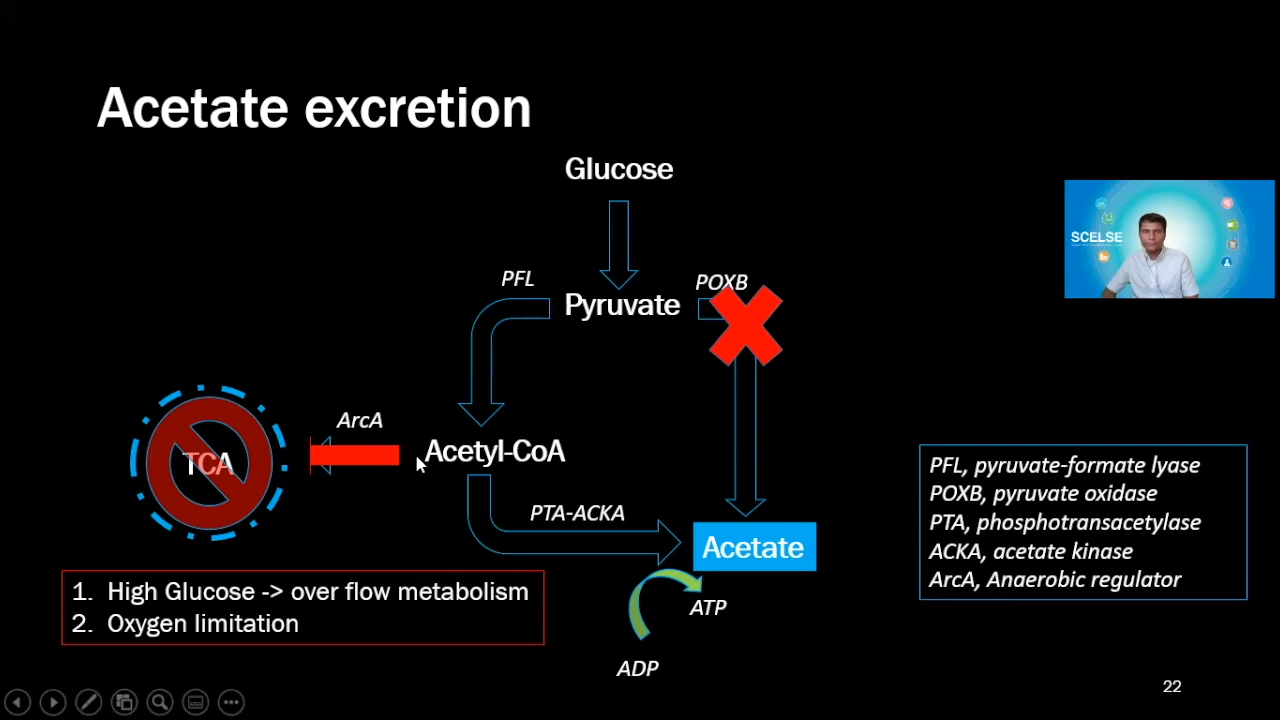 Acetate excretion
Glucose
PFL
POXB
Pyruvate
SCELSE
ArcA
TCA
Acetyl-CoA
PTA-ACKA
Acetate
ATP
ADP
1. High Glucose -> over flow metabolism
2. Oxygen limitation
PFL, pyruvate-formate lyase
POXB, pyruvate oxidase
PTA, phosphotransacetylase
ACKA, acetate kinase
ArcA, Anaerobic regulator
22